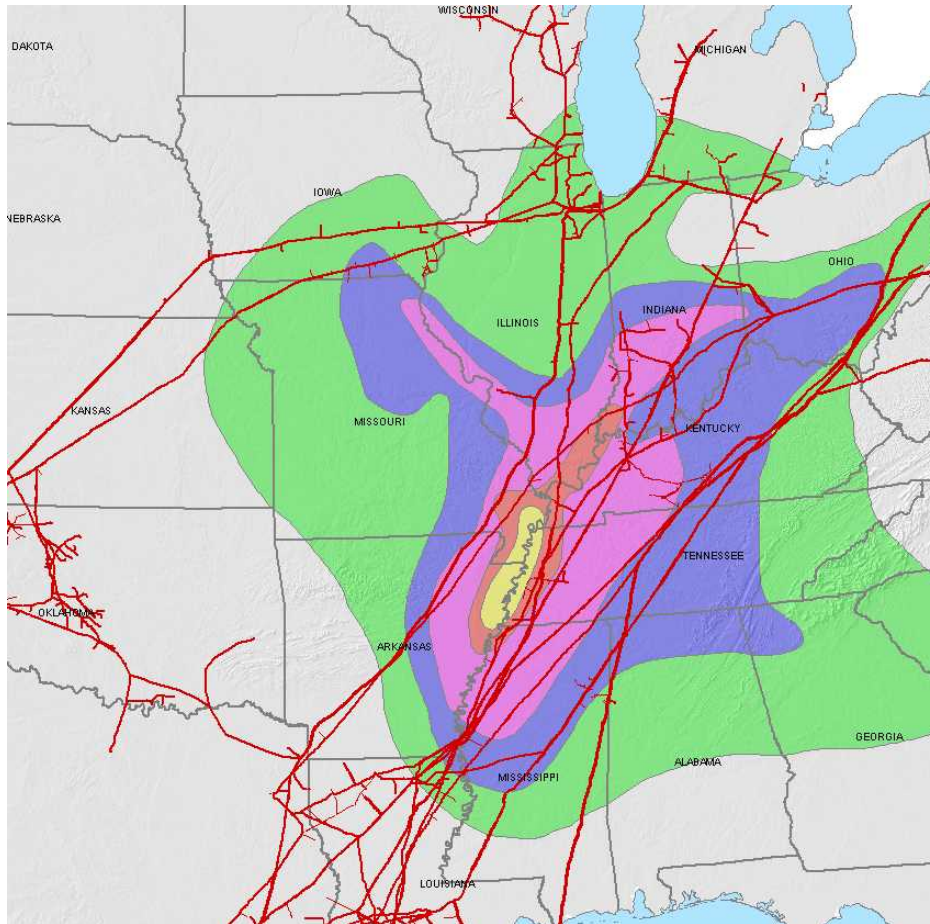 WISCONSIN
DAKOTA
MICHIGAN
IOWA
NEBRASKA
OHIO
ILLINOIS
INDIANA
KANSAS
MISSOURI
KENTUCKY
TENNESSEE
OKLAHOMA
ARKANSAS
GEORGIA
ALABAMA
MISSISSIPPI
LOUISIANA